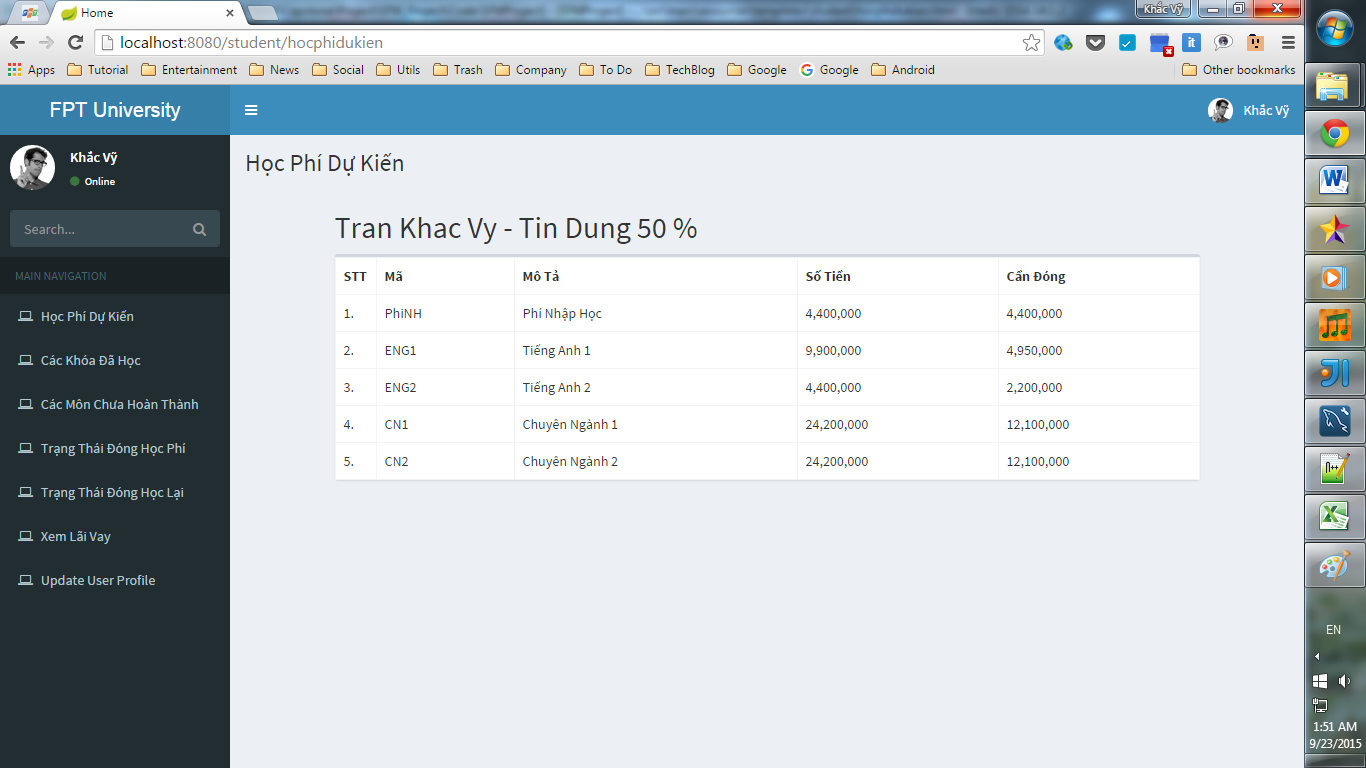 Home
Khắc Vỹ
localhost:8080/student/hocphidukien
Apps Tutorial Entertainment News Social Utils Trash Company To Do TechBlog Google Google Android Other bookmarks
FPT University
Khắc Vỹ
Khắc Vỹ
Online
Search...
MAIN NAVIGATION
Học Phí Dự Kiến
Các Khóa Đã Học
Các Môn Chưa Hoàn Thành
Trạng Thái Đóng Học Phí
Trạng Thái Đóng Học Lại
Xem Lãi Vay
Update User Profile
Học Phí Dự Kiến
Tran Khac Vy - Tin Dung 50 %
STT Mã Mô Tả Số Tiền Cần Đóng
1. PhiNH Phí Nhập Học 4,400,000 4,400,000
2. ENG1 Tiếng Anh 1 9,900,000 4,950,000
3. ENG2 Tiếng Anh 2 4,400,000 2,200,000
4. CN1 Chuyên Ngành 1 24,200,000 12,100,000
5. CN2 Chuyên Ngành 2 24,200,000 12,100,000
EN
1:51 AM
9/23/2015